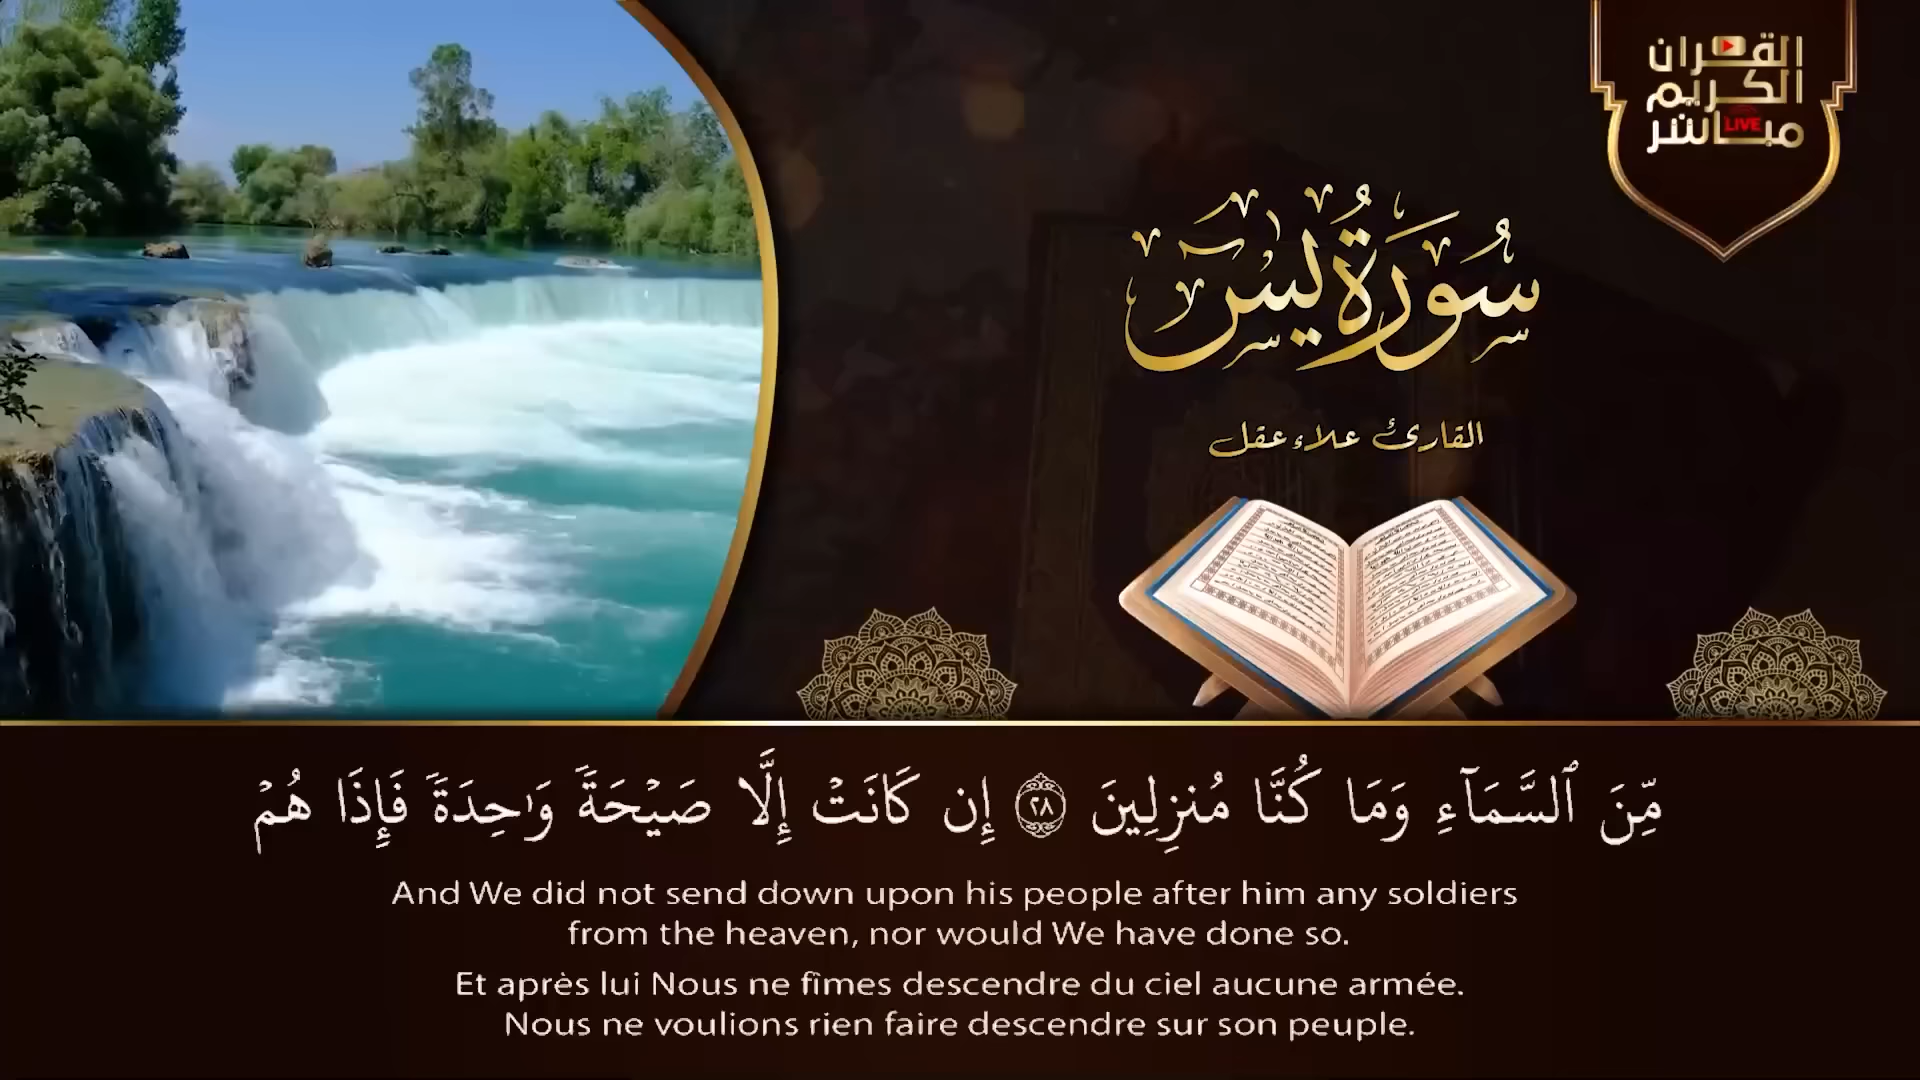 القرآن
الكريم
مباشر
LIVE
سُورَةُ يسٓ
القارئ علاء عقل
مِّنَ ٱلسَّمَآءِ وَمَا كُنَّا مُنزِلِينَ ٢٨ إِن كَانَتْ إِلَّا صَيْحَةً وَٰحِدَةً فَإِذَا هُمْ
And We did not send down upon his people after him any soldiers
from the heaven, nor would We have done so.
Et après lui Nous ne fîmes descendre du ciel aucune armée.
Nous ne voulions rien faire descendre sur son peuple.